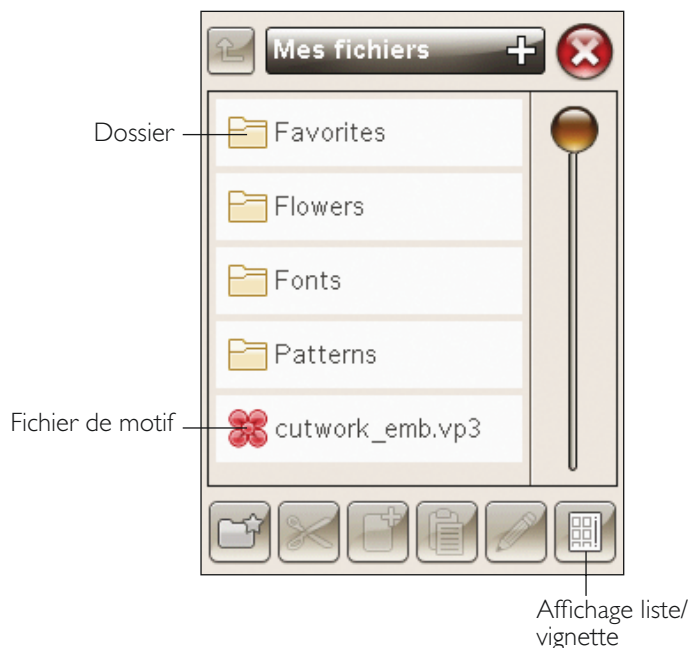 Mes fichiers
Dossier
Favorites
Flowers
Fonts
Patterns
Fichier de motif
cutwork_emb.vp3
Affichage liste/
vignette